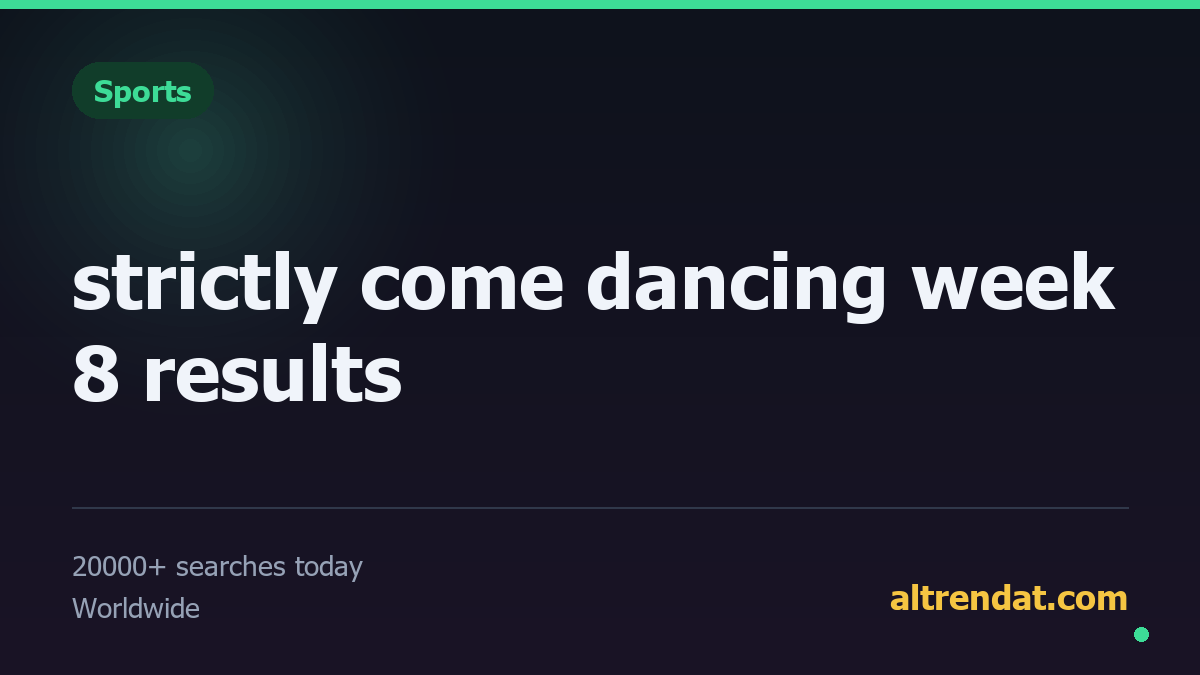 Sports
strictly come dancing week
8 results
20000+ searches today
Worldwide
altrendat.com